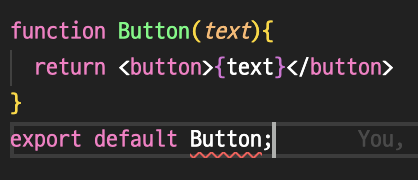 function Button(text){
  return <button>{text}</button>
}
export default Button;    You,